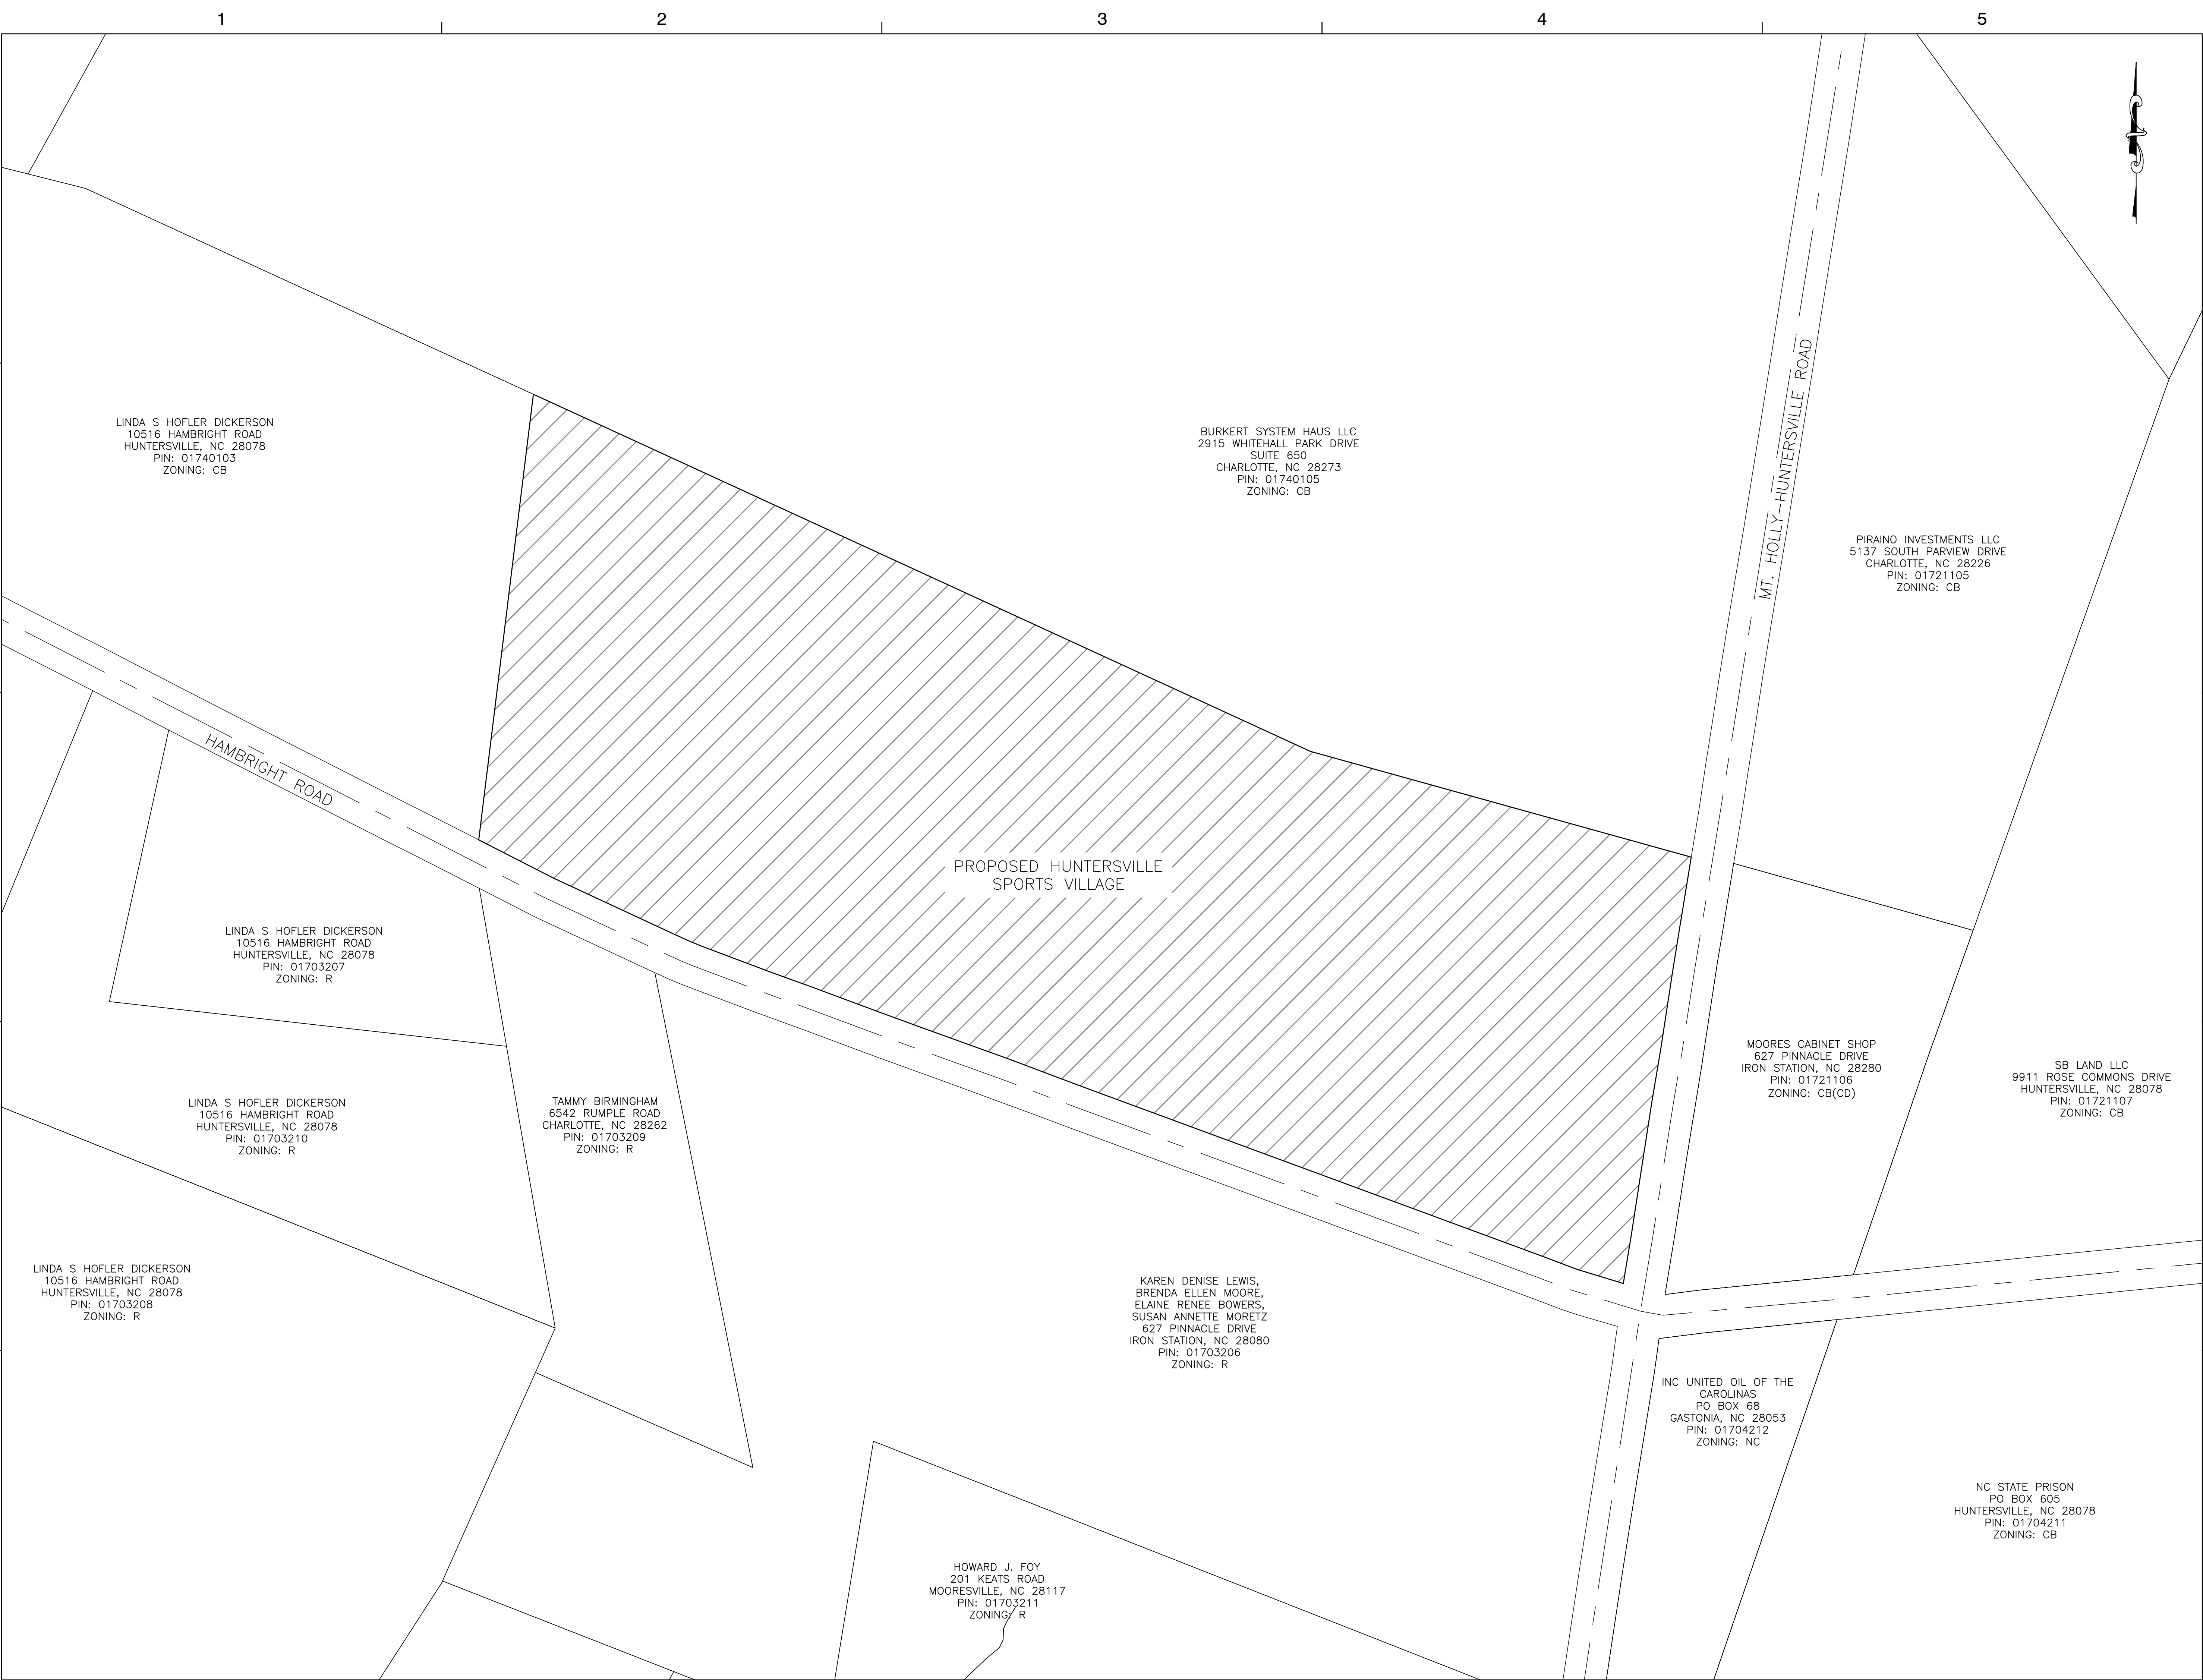 1
2
3
4
5
LINDA S HOFLER DICKERSON
10516 HAMBRIGHT ROAD
HUNTERSVILLE, NC 28078
PIN: 01740103
ZONING: CB
BURKERT SYSTEM HAUS LLC
2915 WHITEHALL PARK DRIVE
SUITE 650
CHARLOTTE, NC 28273
PIN: 01740105
ZONING: CB
MT. HOLLY-HUNTERSVILLE ROAD
PIRAINO INVESTMENTS LLC
5137 SOUTH PARVIEW DRIVE
CHARLOTTE, NC 28226
PIN: 01721105
ZONING: CB
HAMBRIGHT ROAD
PROPOSED HUNTERSVILLE
SPORTS VILLAGE
LINDA S HOFLER DICKERSON
10516 HAMBRIGHT ROAD
HUNTERSVILLE, NC 28078
PIN: 01703207
ZONING: R
MOORES CABINET SHOP
627 PINNACLE DRIVE
IRON STATION, NC 28280
PIN: 01721106
ZONING: CB(CD)
SB LAND LLC
9911 ROSE COMMONS DRIVE
HUNTERSVILLE, NC 28078
PIN: 01721107
ZONING: CB
LINDA S HOFLER DICKERSON
10516 HAMBRIGHT ROAD
HUNTERSVILLE, NC 28078
PIN: 01703210
ZONING: R
TAMMY BIRMINGHAM
6542 RUMPLE ROAD
CHARLOTTE, NC 28262
PIN: 01703209
ZONING: R
LINDA S HOFLER DICKERSON
10516 HAMBRIGHT ROAD
HUNTERSVILLE, NC 28078
PIN: 01703208
ZONING: R
KAREN DENISE LEWIS,
BRENDA ELLEN MOORE,
ELAINE RENEE BOWERS,
SUSAN ANNETTE MORETZ
627 PINNACLE DRIVE
IRON STATION, NC 28080
PIN: 01703206
ZONING: R
INC UNITED OIL OF THE
CAROLINAS
PO BOX 68
GASTONIA, NC 28053
PIN: 01704212
ZONING: NC
NC STATE PRISON
PO BOX 605
HUNTERSVILLE, NC 28078
PIN: 01704211
ZONING: CB
HOWARD J. FOY
201 KEATS ROAD
MOORESVILLE, NC 28117
PIN: 01703211
ZONING: R